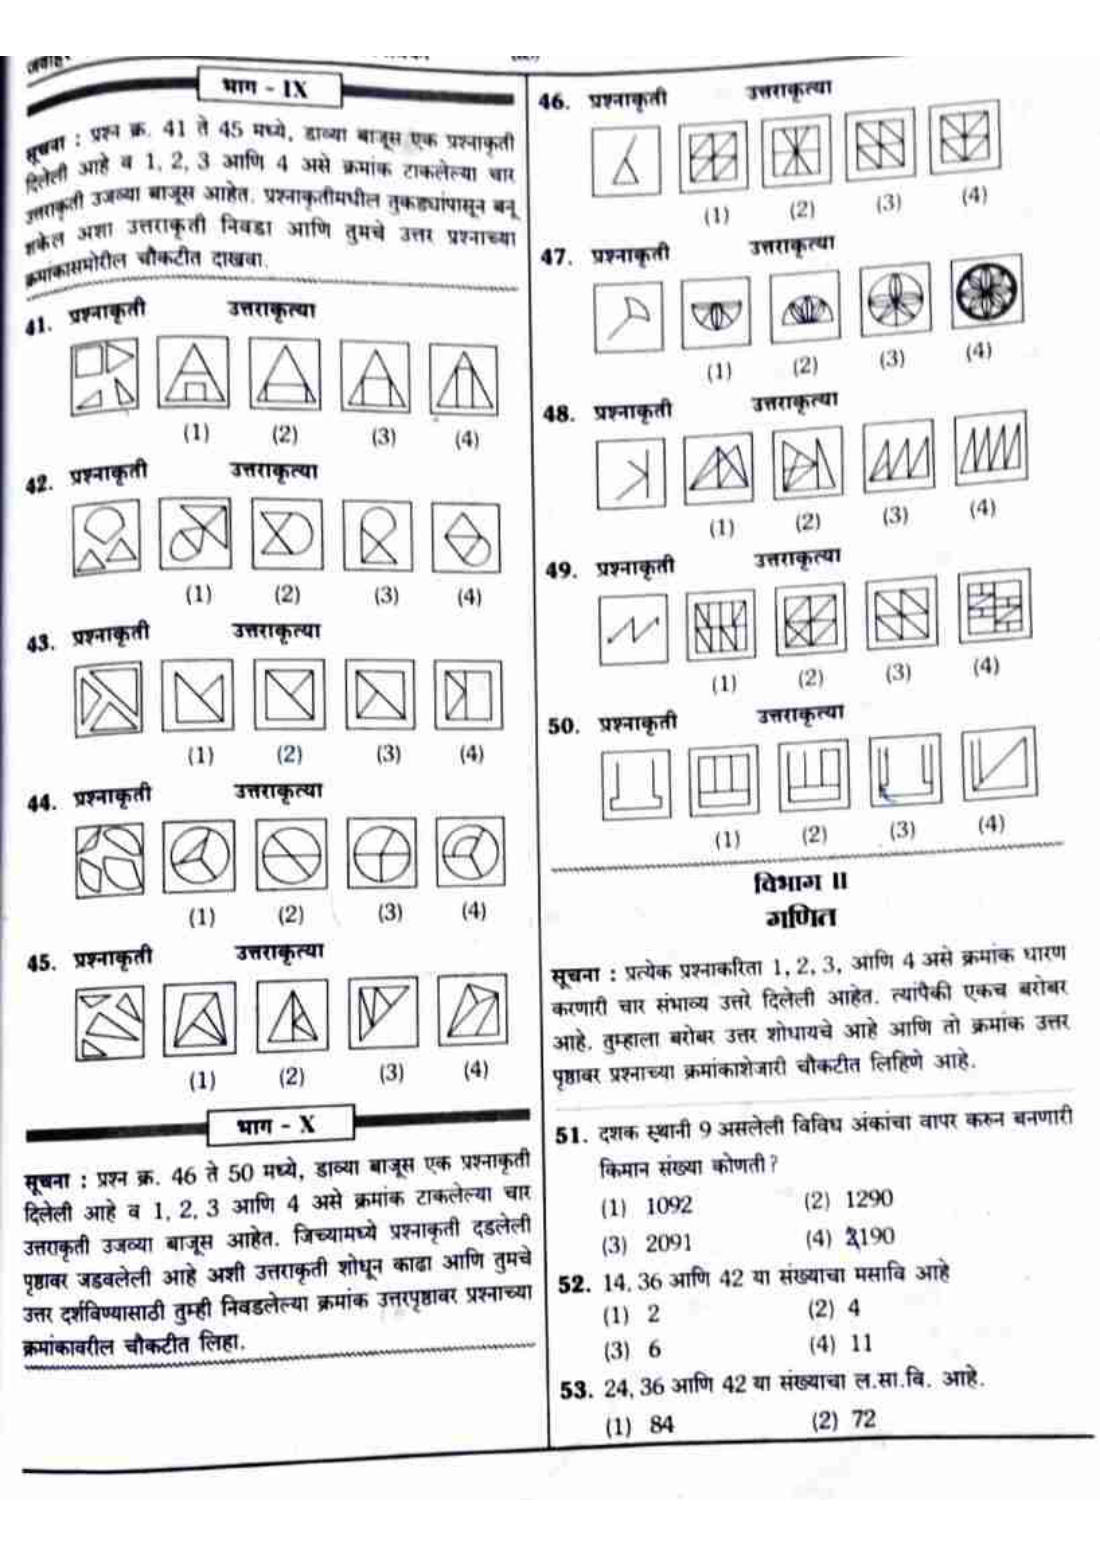 भाग - IX
सूचना : प्रश्न क्र. 41 ते 45 मध्ये, डाव्या बाजूस एक प्रश्नाकृती
दिलेली आहे व 1, 2, 3 आणि 4 असे क्रमांक टाकलेल्या चार
उत्तराकृती उजव्या बाजूस आहेत. प्रश्नाकृतीमधील तुकड्यांपासून बनू
शकेल अशा उत्तराकृती निवडा आणि तुमचे उत्तर प्रश्नाच्या
क्रमांकासमोरील चौकटीत दाखवा.
41. प्रश्नाकृती उत्तराकृत्या
(1) (2) (3) (4)
42. प्रश्नाकृती उत्तराकृत्या
(1) (2) (3) (4)
43. प्रश्नाकृती उत्तराकृत्या
(1) (2) (3) (4)
44. प्रश्नाकृती उत्तराकृत्या
(1) (2) (3) (4)
45. प्रश्नाकृती उत्तराकृत्या
(1) (2) (3) (4)
भाग - X
सूचना : प्रश्न क्र. 46 ते 50 मध्ये, डाव्या बाजूस एक प्रश्नाकृती
दिलेली आहे व 1, 2, 3 आणि 4 असे क्रमांक टाकलेल्या चार
उत्तराकृती उजव्या बाजूस आहेत. जिच्यामध्ये प्रश्नाकृती दडलेली
पृष्ठावर जडवलेली आहे अशी उत्तराकृती शोधून काढा आणि तुमचे
उत्तर दर्शविण्यासाठी तुम्ही निवडलेल्या क्रमांक उत्तरपृष्ठावर प्रश्नाच्या
क्रमांकावरील चौकटीत लिहा.
46. प्रश्नाकृती उत्तराकृत्या
(1) (2) (3) (4)
47. प्रश्नाकृती उत्तराकृत्या
(1) (2) (3) (4)
48. प्रश्नाकृती उत्तराकृत्या
(1) (2) (3) (4)
49. प्रश्नाकृती उत्तराकृत्या
(1) (2) (3) (4)
50. प्रश्नाकृती उत्तराकृत्या
(1) (2) (3) (4)
विभाग II
गणित
सूचना : प्रत्येक प्रश्नाकरिता 1, 2, 3, आणि 4 असे क्रमांक धारण
करणारी चार संभाव्य उत्तरे दिलेली आहेत. त्यांपैकी एकच बरोबर
आहे. तुम्हाला बरोबर उत्तर शोधायचे आहे आणि तो क्रमांक उत्तर
पृष्ठावर प्रश्नाच्या क्रमांकाशेजारी चौकटीत लिहिणे आहे.
51. दशक स्थानी 9 असलेली विविध अंकांचा वापर करुन बनणारी
किमान संख्या कोणती ?
(1) 1092 (2) 1290
(3) 2091 (4) 3190
52. 14, 36 आणि 42 या संख्याचा मसावि आहे
(1) 2 (2) 4
(3) 6 (4) 11
53. 24, 36 आणि 42 या संख्याचा ल.सा.वि. आहे.
(1) 84 (2) 72